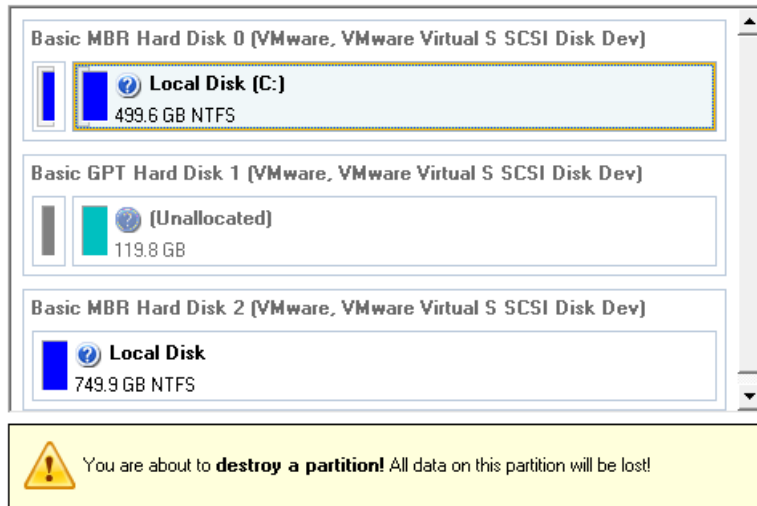 Basic MBR Hard Disk 0 (VMware, VMware Virtual S SCSI Disk Dev)
Local Disk (C:)
499.6 GB NTFS
Basic GPT Hard Disk 1 (VMware, VMware Virtual S SCSI Disk Dev)
(Unallocated)
119.8 GB
Basic MBR Hard Disk 2 (VMware, VMware Virtual S SCSI Disk Dev)
Local Disk
749.9 GB NTFS
You are about to destroy a partition! All data on this partition will be lost!